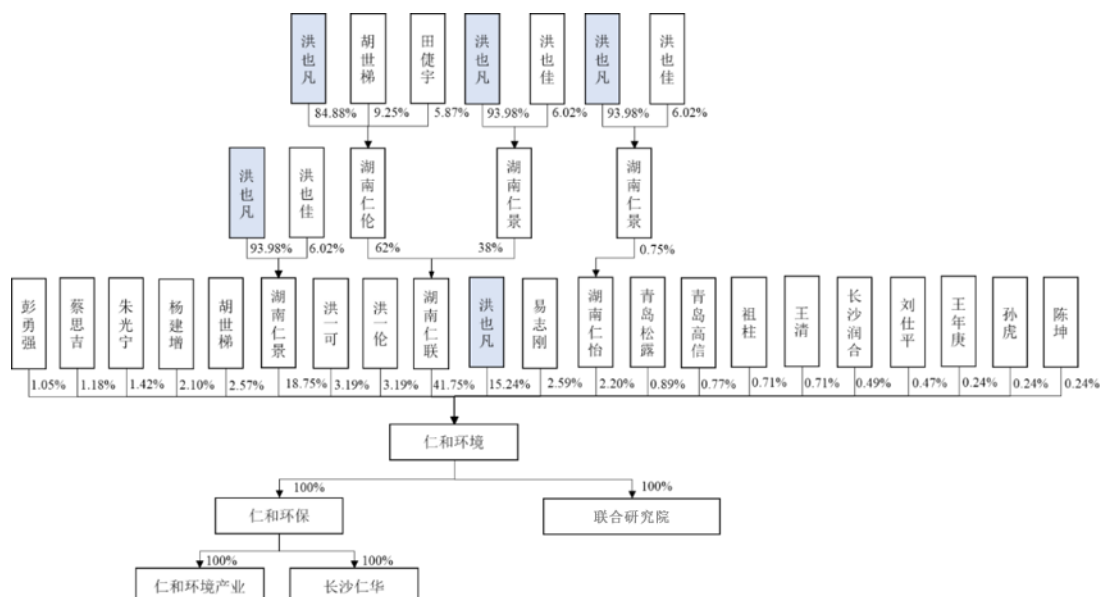 洪也凡
胡世梯
田倢宇
洪也凡
洪也佳
洪也凡
洪也佳
84.88%
9.25%
5.87%
93.98%
6.02%
93.98%
6.02%
洪也凡
洪也佳
湖南仁伦
湖南仁景
湖南仁景
93.98%
6.02%
62%
38%
0.75%
彭勇强
蔡思吉
朱光宁
杨建增
胡世梯
湖南仁景
洪一可
洪一伦
湖南仁联
洪也凡
易志刚
湖南仁怡
青岛松露
青岛高信
祖柱
王清
长沙润合
刘仕平
王年庚
孙虎
陈坤
1.05%
1.18%
1.42%
2.10%
2.57%
18.75%
3.19%
3.19%
41.75%
15.24%
2.59%
2.20%
0.89%
0.77%
0.71%
0.71%
0.49%
0.47%
0.24%
0.24%
0.24%
仁和环境
100%
100%
仁和环保
联合研究院
100%
100%
仁和环境产业
长沙仁华